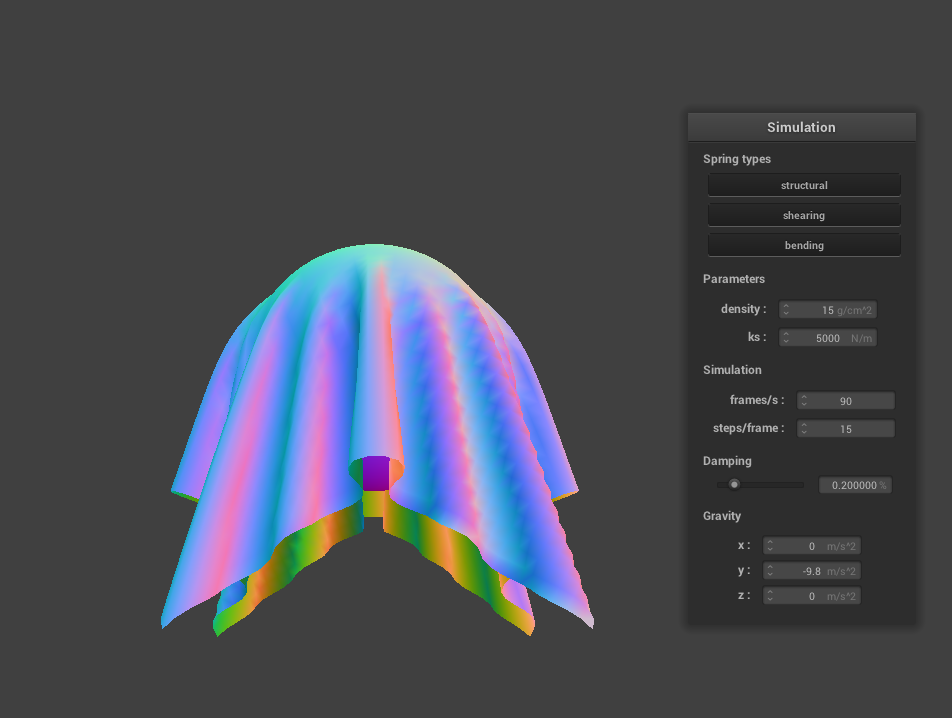 Simulation
Spring types
structural
shearing
bending
Parameters
density : 15 g/cm^2
ks : 5000 N/m
Simulation
frames/s : 90
steps/frame : 15
Damping
0.200000 %
Gravity
x : 0 m/s^2
y : -9.8 m/s^2
z : 0 m/s^2